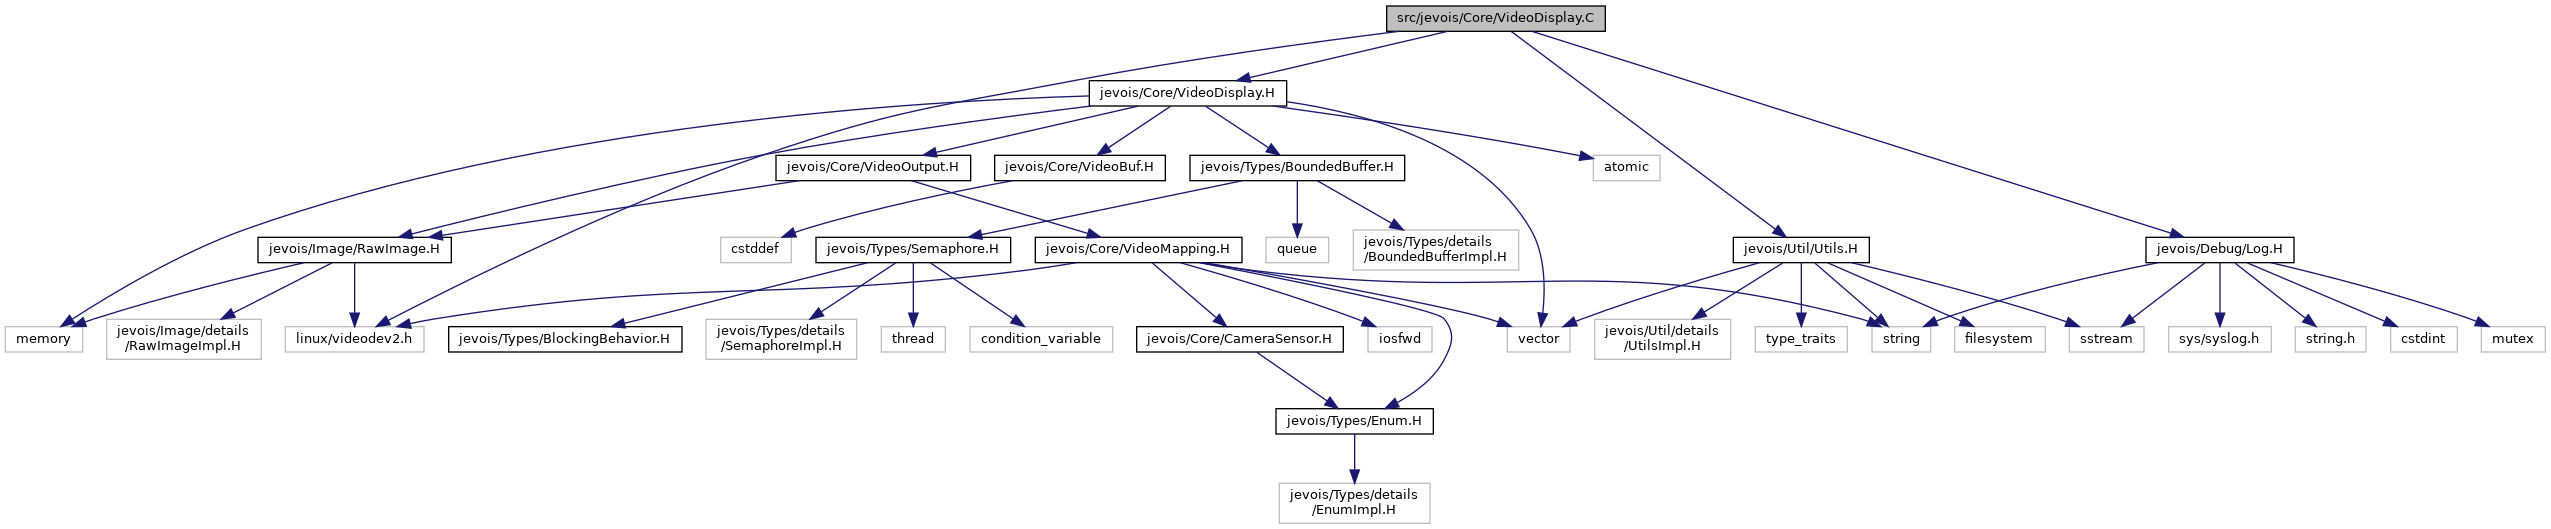 src/jevois/Core/VideoDisplay.C
jevois/Core/VideoDisplay.H
jevois/Core/VideoOutput.H
jevois/Core/VideoBuf.H
jevois/Types/BoundedBuffer.H
atomic
jevois/Image/RawImage.H
cstddef
jevois/Types/Semaphore.H
jevois/Core/VideoMapping.H
queue
jevois/Types/details
/BoundedBufferImpl.H
jevois/Util/Utils.H
jevois/Debug/Log.H
memory
jevois/Image/details
/RawImageImpl.H
linux/videodev2.h
jevois/Types/BlockingBehavior.H
jevois/Types/details
/SemaphoreImpl.H
thread
condition_variable
jevois/Core/CameraSensor.H
iosfwd
vector
jevois/Util/details
/UtilsImpl.H
type_traits
string
filesystem
sstream
sys/syslog.h
string.h
cstdint
mutex
jevois/Types/Enum.H
jevois/Types/details
/EnumImpl.H